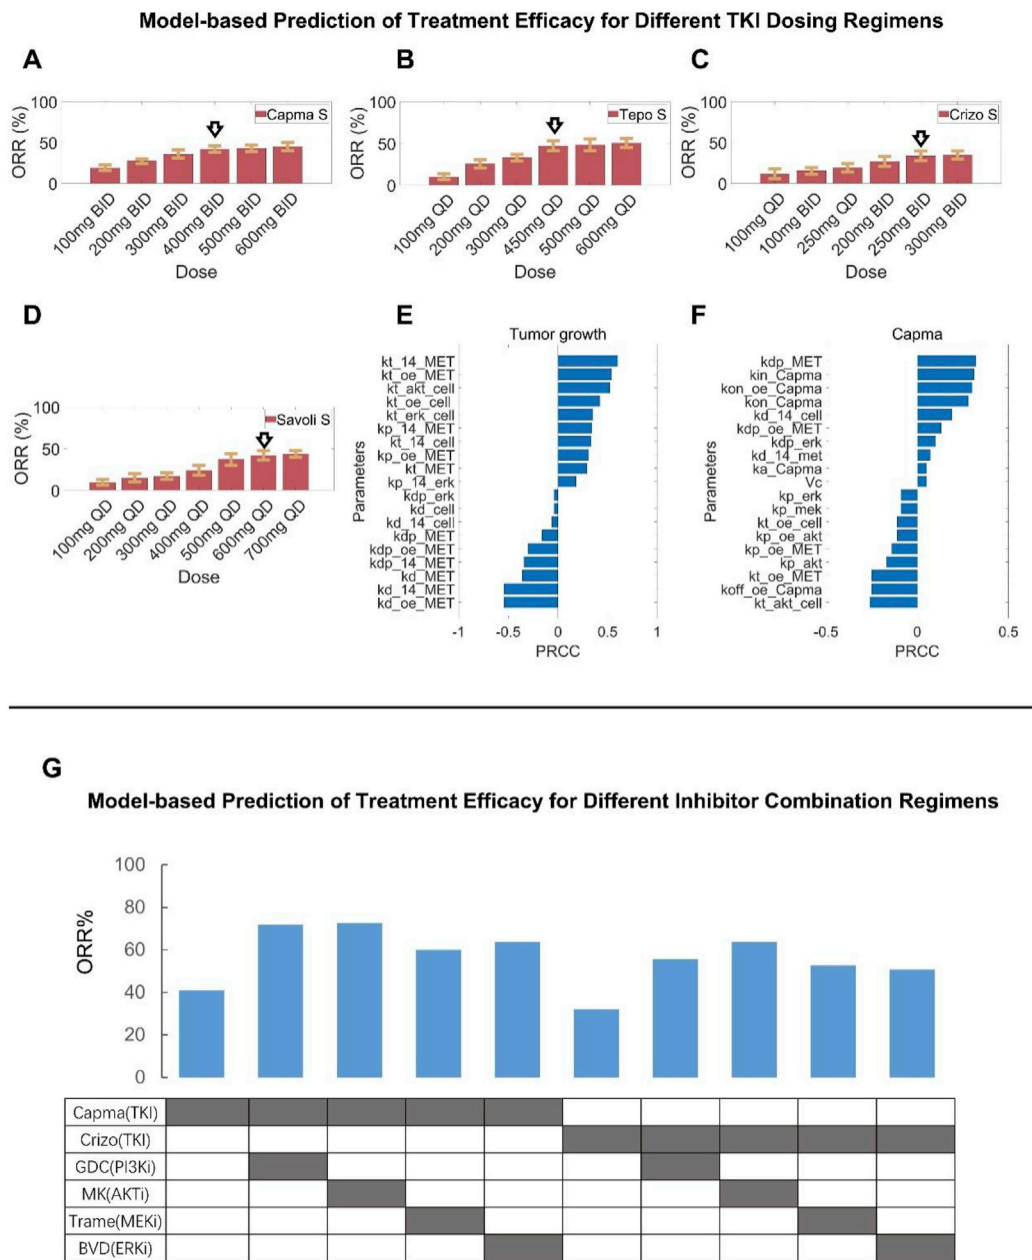 Model-based Prediction of Treatment Efficacy for Different TKI Dosing Regimens
A
ORR (%)
100
50
0
Capma S
100mg BID
200mg BID
300mg BID
400mg BID
500mg BID
600mg BID
Dose
B
ORR (%)
100
50
0
Tepo S
100mg QD
200mg QD
300mg QD
450mg QD
500mg QD
600mg QD
Dose
C
ORR (%)
100
50
0
Crizo S
100mg QD
100mg BID
250mg QD
200mg BID
250mg BID
300mg BID
Dose
D
ORR (%)
100
50
0
Savoli S
100mg QD
200mg QD
300mg QD
400mg QD
500mg QD
600mg QD
700mg QD
Dose
E
Tumor growth
Parameters
kt_14_MET
kt_oe_MET
kt_akt_cell
kt_oe_cell
kt_erk_cell
kp_14_MET
kt_14_cell
kp_oe_MET
kt_MET
kp_14_erk
kdp_erk
kd_cell
kd_14_cell
kdp_MET
kdp_oe_MET
kdp_14_MET
kd_MET
kd_14_MET
kd_oe_MET
-1 -0.5 0 0.5 1
PRCC
F
Capma
Parameters
kdp_MET
kin_Capma
kon_oe_Capma
kon_Capma
kd_14_cell
kdp_oe_MET
kdp_erk
kd_14_met
ka_Capma
Vc
kp_erk
kp_mek
kt_oe_cell
kp_oe_akt
kp_oe_MET
kp_akt
kt_oe_MET
koff_oe_Capma
kt_akt_cell
-0.5 0 0.5
PRCC
G
Model-based Prediction of Treatment Efficacy for Different Inhibitor Combination Regimens
ORR%
100
80
60
40
20
0
Capma(TKI)
Crizo(TKI)
GDC(PI3Ki)
MK(AKTi)
Trame(MEKi)
BVD(ERKi)